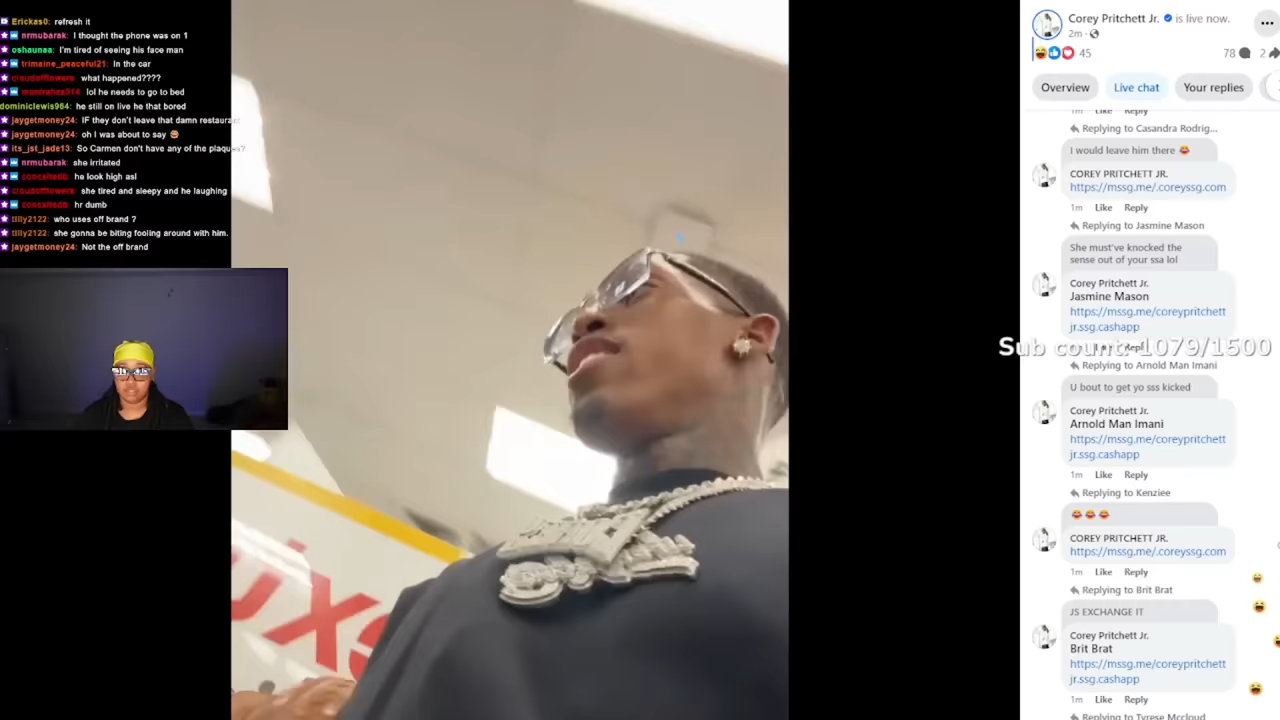 Erickas0: refresh it
nrmubarak: I thought the phone was on 1
oshaunaa: I'm tired of seeing his face man
trimaine_peaceful21: In the car
what happened????
lol he needs to go to bed
dominiclewis964: he still on live he that bored
jaygetmoney24: IF they don't leave that damn restauran
jaygetmoney24: oh I was about to say
its_jst_jade13: So Carmen don't have any of the plaques?
nrmubarak: she irritated
he look high asl
she tired and sleepy and he laughing
hr dumb
tilly2122: who uses off brand ?
tilly2122: she gonna be biting fooling around with him.
jaygetmoney24: Not the off brand
Corey Pritchett Jr. is live now.
2m
45
78
2
Overview
Live chat
Your replies
1m Like Reply
Replying to Casandra Rodrig...
I would leave him there 😂
COREY PRITCHETT JR.
https://mssg.me/.coreyssg.com
1m Like Reply
Replying to Jasmine Mason
She must've knocked the
sense out of your ssa lol
Corey Pritchett Jr.
Jasmine Mason
https://mssg.me/coreypritchett
jr.ssg.cashapp
Sub count: 1079/1500
Replying to Arnold Man Imani
U bout to get yo sss kicked
Corey Pritchett Jr.
Arnold Man Imani
https://mssg.me/coreypritchett
jr.ssg.cashapp
1m Like Reply
Replying to Kenziee
😂 😂 😂
COREY PRITCHETT JR.
https://mssg.me/.coreyssg.com
1m Like Reply
Replying to Brit Brat
JS EXCHANGE IT
Corey Pritchett Jr.
Brit Brat
https://mssg.me/coreypritchett
jr.ssg.cashapp
1m Like Reply
Replying to Tyrese Mccloud